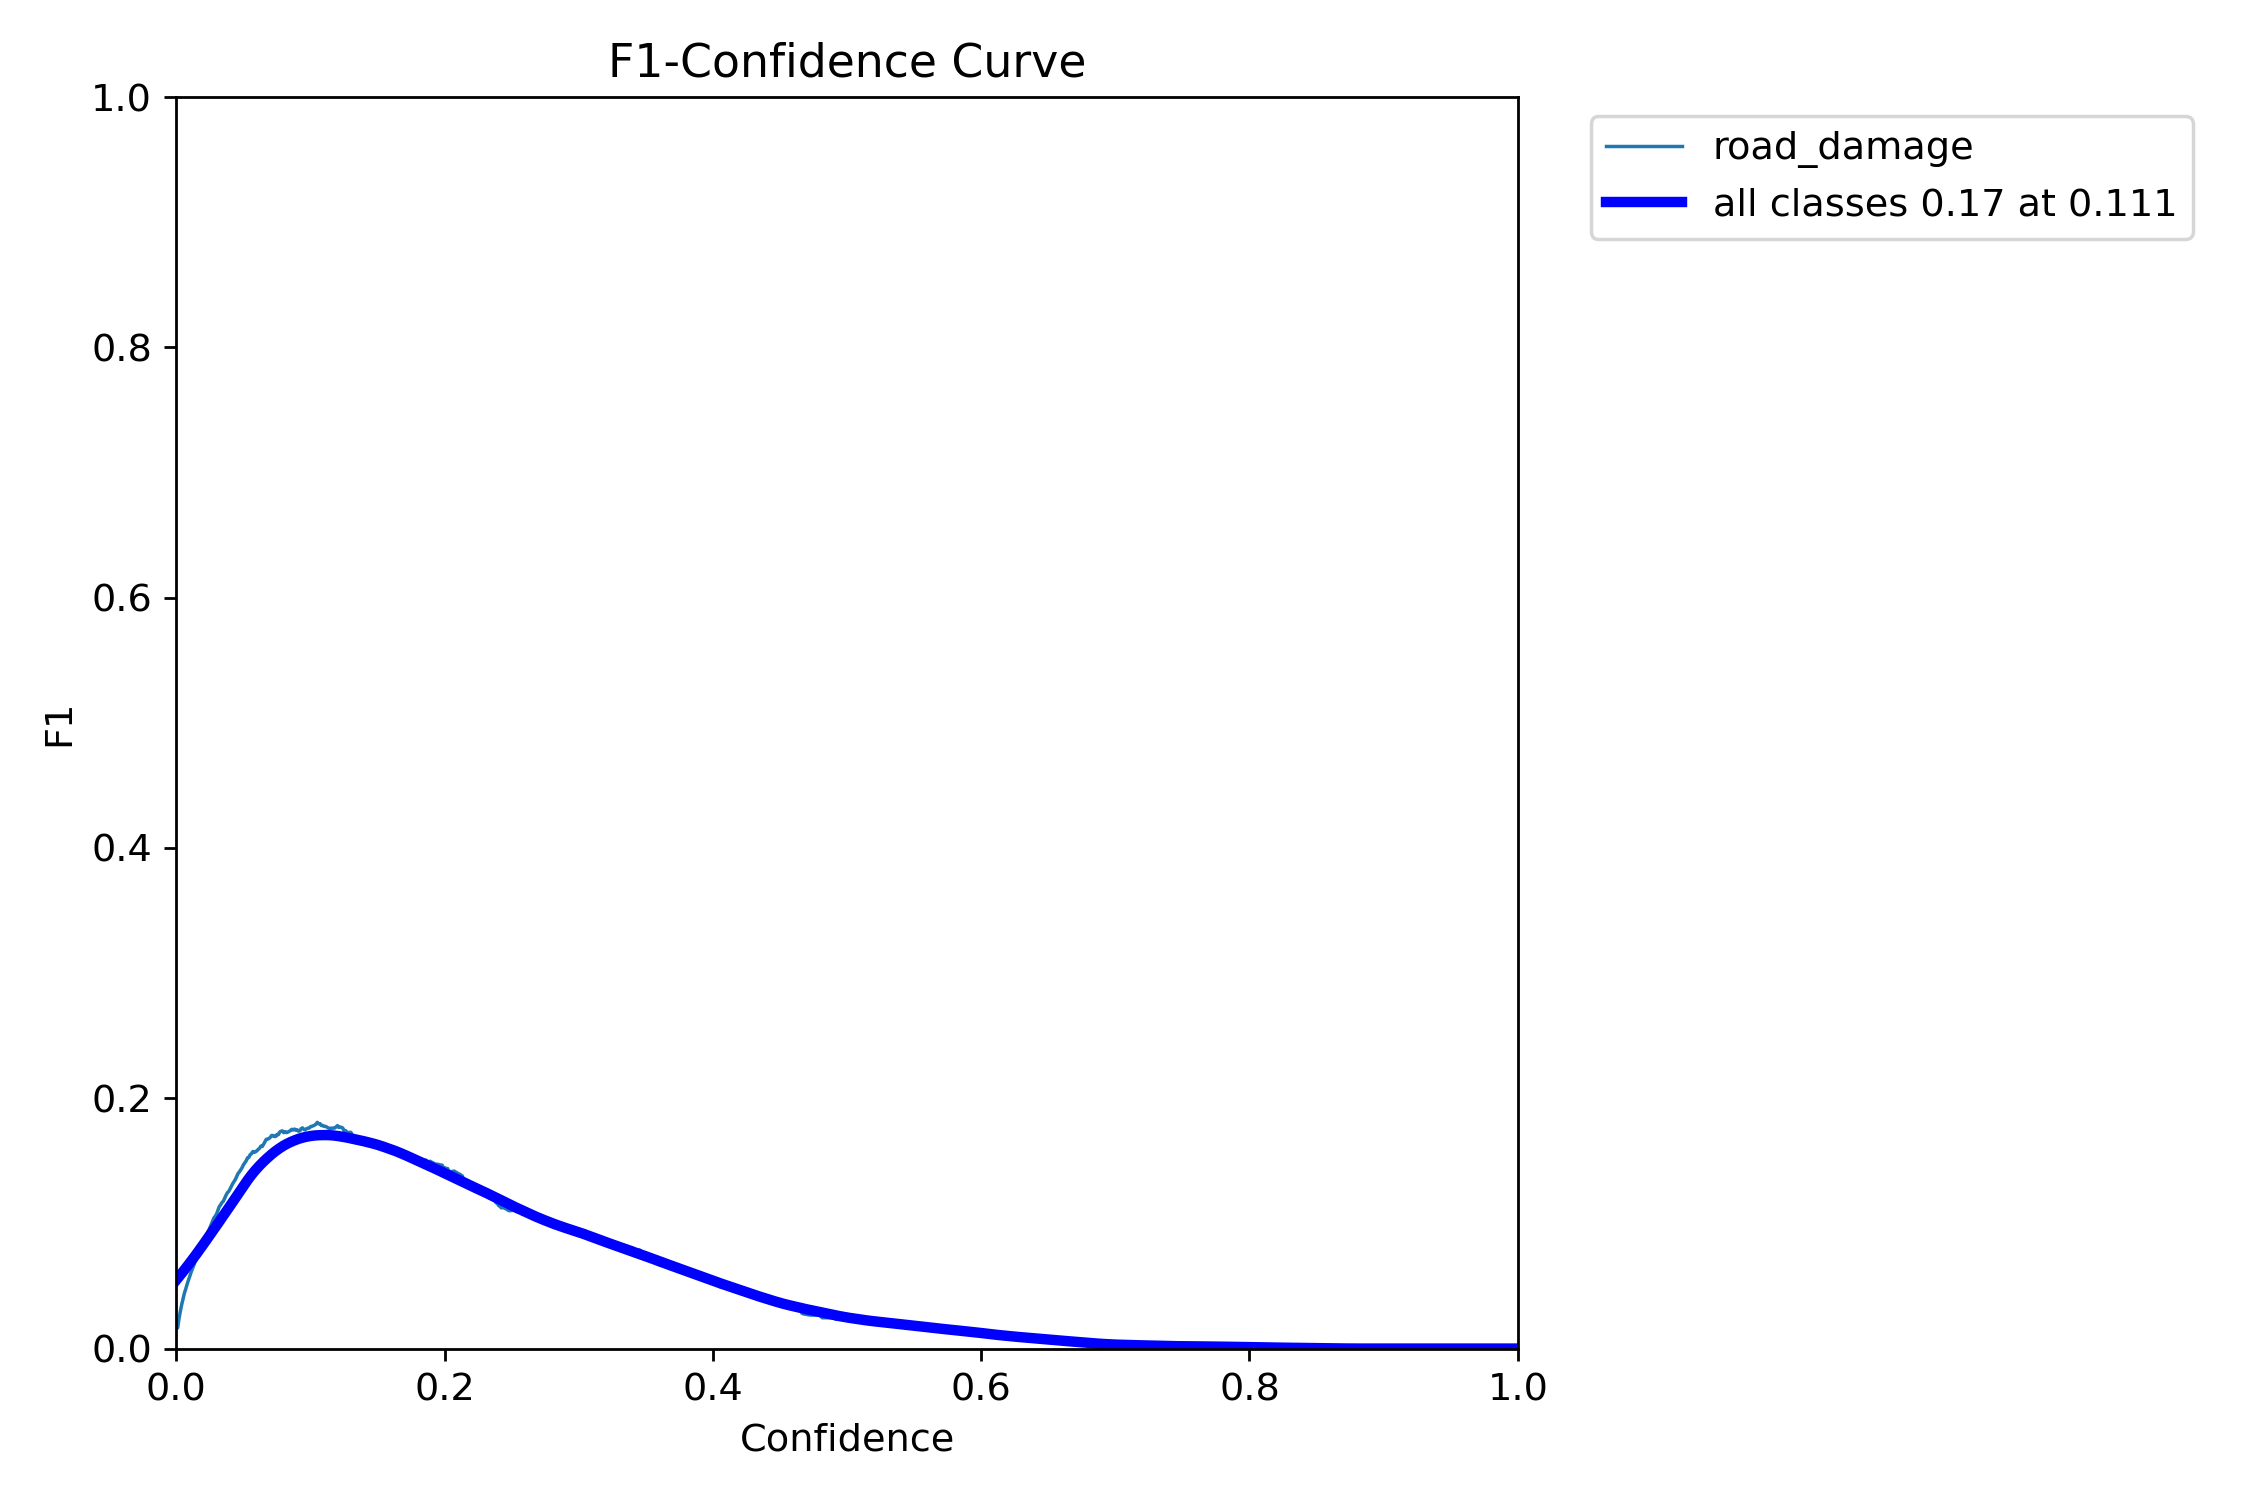 F1-Confidence Curve
1.0
0.8
0.6
0.4
0.2
0.0
F1
0.0 0.2 0.4 0.6 0.8 1.0
Confidence
road_damage
all classes 0.17 at 0.111